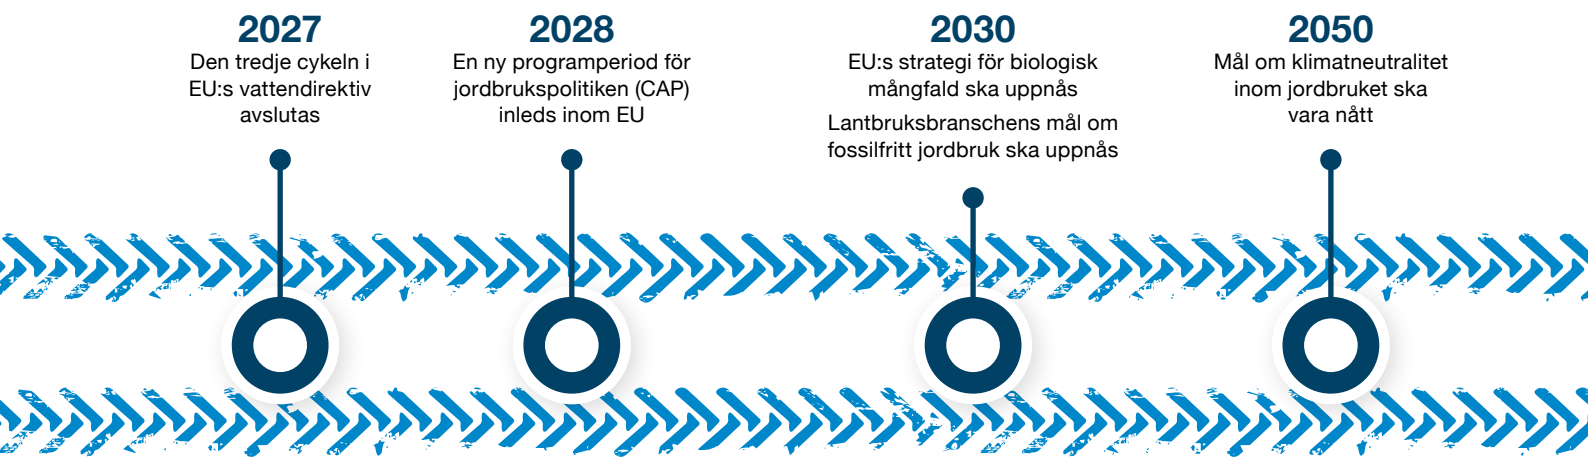 2027
Den tredje cykeln i
EU:s vattendirektiv
avslutas
2028
En ny programperiod för
jordbrukspolitiken (CAP)
inleds inom EU
2030
EU:s strategi för biologisk
mångfald ska uppnås
Lantbruksbranschens mål om
fossilfritt jordbruk ska uppnås
2050
Mål om klimatneutralitet
inom jordbruket ska
vara nått